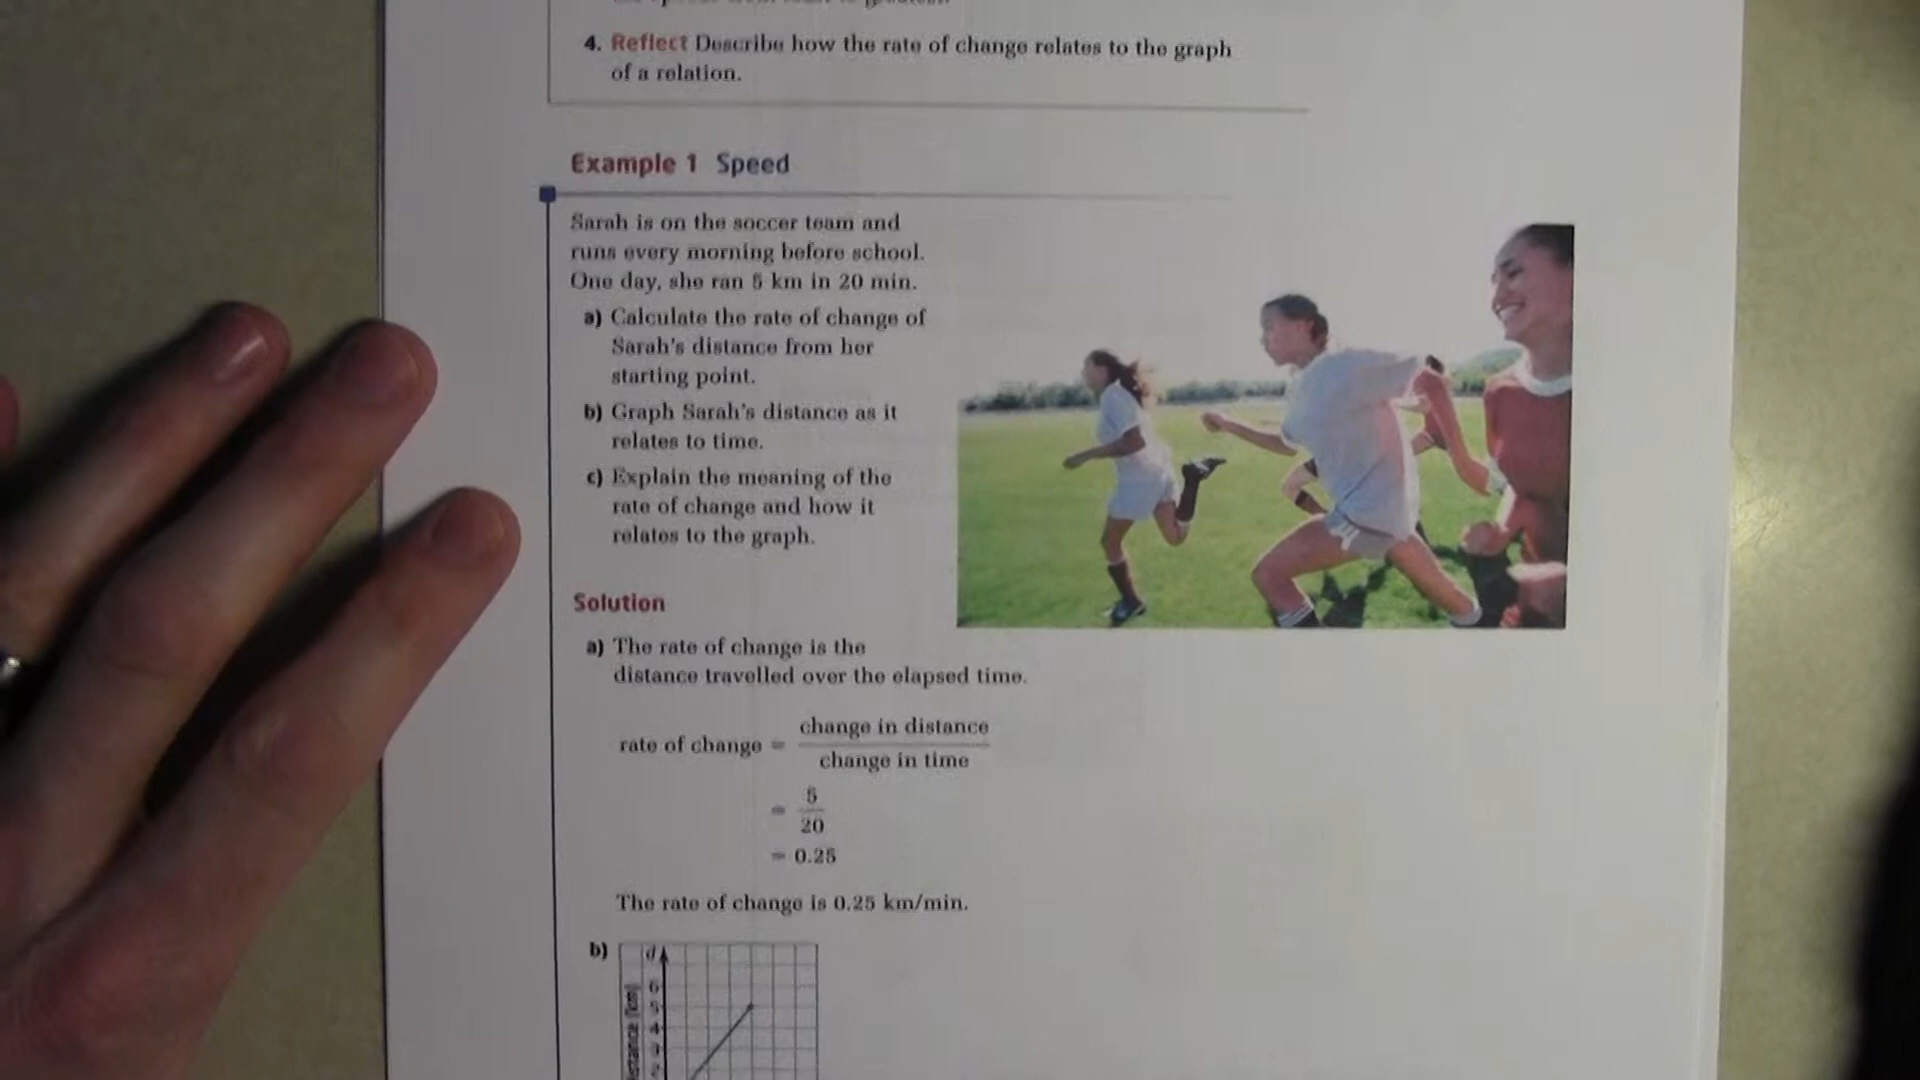 4. Reflect Describe how the rate of change relates to the graph
of a relation.
Example 1 Speed
Sarah is on the soccer team and
runs every morning before school.
One day, she ran 5 km in 20 min.
a) Calculate the rate of change of
Sarah's distance from her
starting point.
b) Graph Sarah's distance as it
relates to time.
c) Explain the meaning of the
rate of change and how it
relates to the graph.
Solution
a) The rate of change is the
distance travelled over the elapsed time.
change in distance
rate of change =
change in time
5
=
20
= 0.25
The rate of change is 0.25 km/min.
b)
d
6
5
4
3
(km)